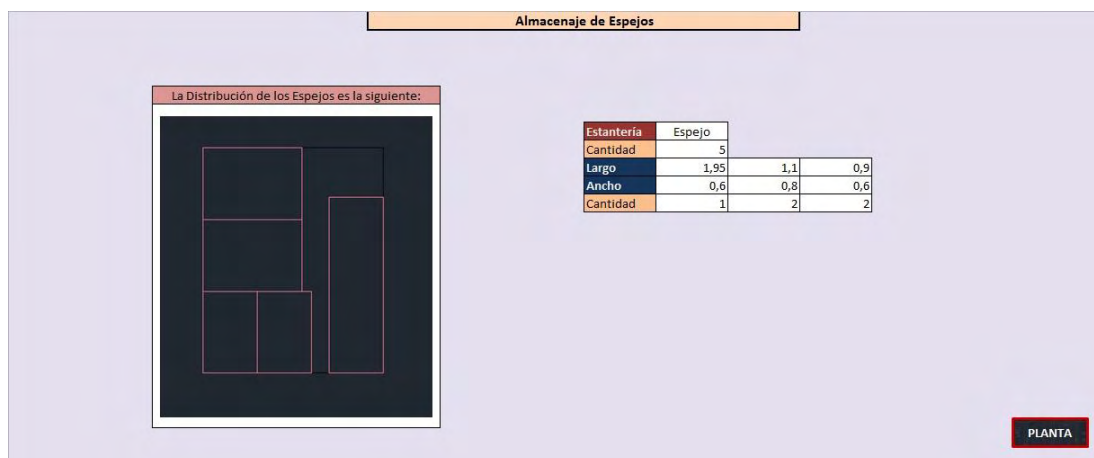 Almacenaje de Espejos
La Distribución de los Espejos es la siguiente:
Estantería Espejo
Cantidad 5
Largo 1,95 1,1 0,9
Ancho 0,6 0,8 0,6
Cantidad 1 2 2
PLANTA